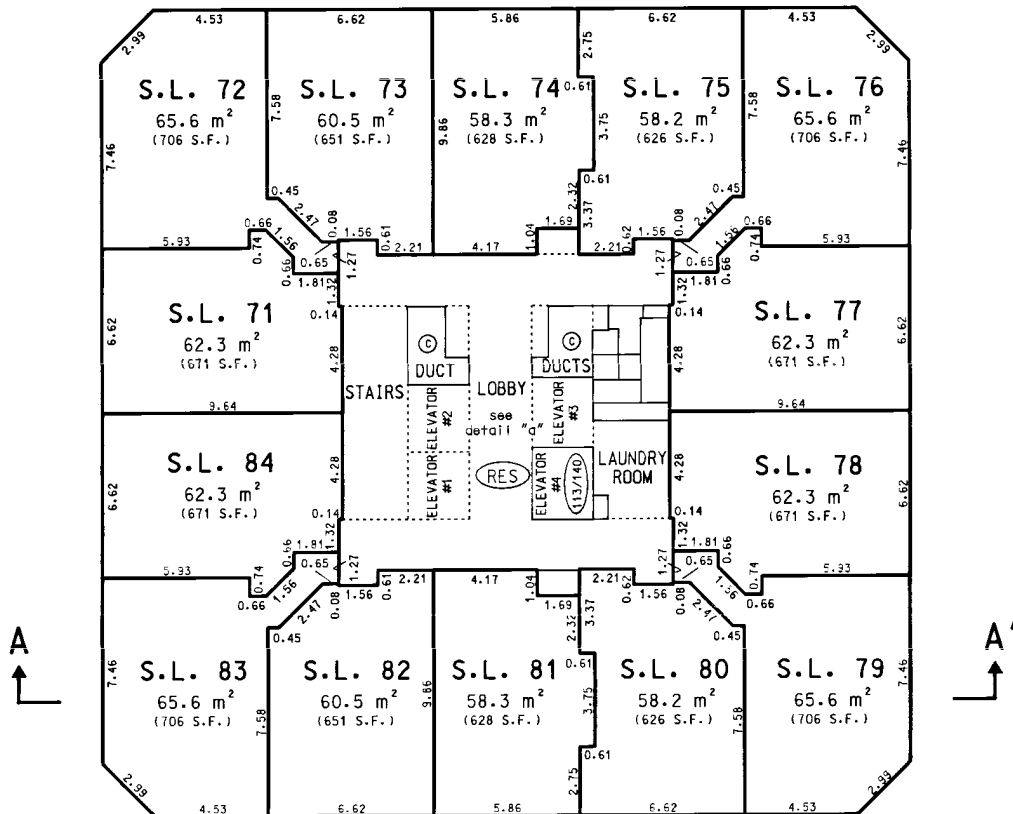 4.53 6.62 5.86 6.62 4.53
2.99 2.75 2.99
0.61
S.L. 72 S.L. 73 S.L. 74 S.L. 75 S.L. 76
65.6 m² 60.5 m² 58.3 m² 58.2 m² 65.6 m²
(706 S.F.) (651 S.F.) (628 S.F.) (626 S.F.) (706 S.F.)
7.46 7.58 9.86 3.75 7.58 7.46
0.61
0.45 2.32 0.45
0.66 2.47 0.08 1.69 3.37 0.08 2.47 0.66
5.93 0.74 1.56 1.56 0.61 2.21 4.17 1.04 2.21 0.62 1.56 1.56 0.74 5.93
0.66 0.65 1.27 1.27 0.65 0.66
1.81 1.32 1.32 1.81
0.14 0.14
S.L. 71 S.L. 77
62.3 m² 62.3 m²
(671 S.F.) (671 S.F.)
6.62 4.28 4.28 6.62
C C
DUCT DUCTS
STAIRS LOBBY
see
detail "a"
ELEVATOR #2 ELEVATOR #3
9.64 9.64
S.L. 84 S.L. 78
62.3 m² 62.3 m²
(671 S.F.) (671 S.F.)
6.62 4.28 4.28 6.62
ELEVATOR #1 RES ELEVATOR #4 113/140
LAUNDRY
ROOM
0.14 0.14
1.81 1.32 1.32 1.81
0.66 0.65 1.27 1.27 0.65 0.66
5.93 0.74 1.56 1.56 0.61 2.21 4.17 1.04 2.21 0.62 1.56 1.56 0.74 5.93
0.66 2.47 0.08 1.69 3.37 0.08 2.47 0.66
0.45 2.32 0.45
A A'
0.61
S.L. 83 S.L. 82 S.L. 81 S.L. 80 S.L. 79
65.6 m² 60.5 m² 58.3 m² 58.2 m² 65.6 m²
(706 S.F.) (651 S.F.) (628 S.F.) (626 S.F.) (706 S.F.)
7.46 7.58 9.86 3.75 7.58 7.46
0.61
2.99 2.75 2.99
4.53 6.62 5.86 6.62 4.53